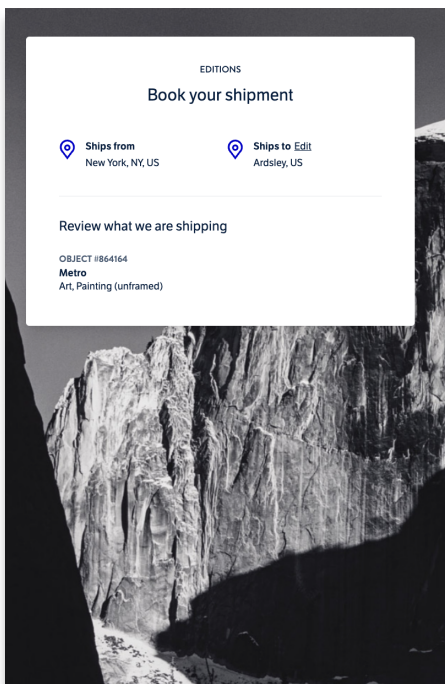 EDITIONS
Book your shipment
Ships from
New York, NY, US
Ships to Edit
Ardsley, US
Review what we are shipping
OBJECT #864164
Metro
Art, Painting (unframed)